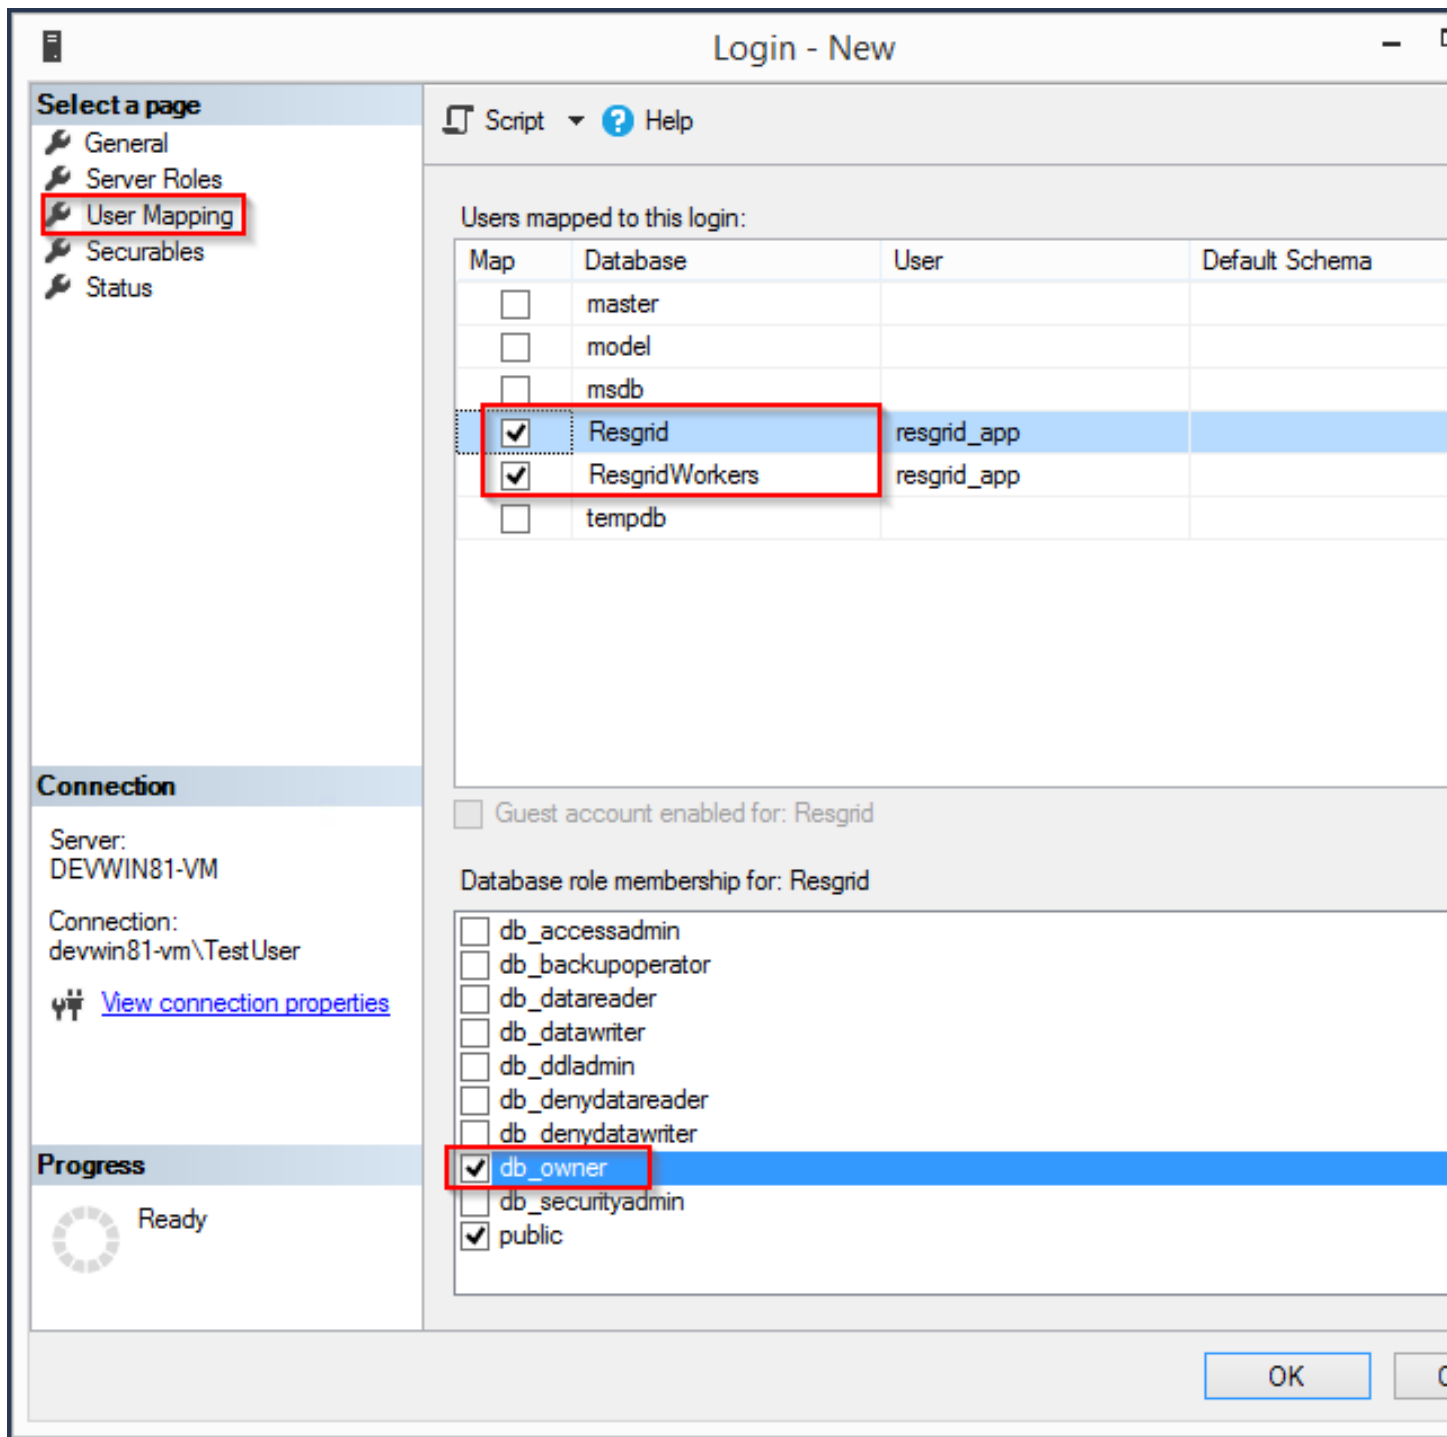 Login - New
Select a page
General
Server Roles
User Mapping
Securables
Status
Script
Help
Users mapped to this login:
Map Database User Default Schema
master
model
msdb
Resgrid resgrid_app
ResgridWorkers resgrid_app
tempdb
Guest account enabled for: Resgrid
Database role membership for: Resgrid
db_accessadmin
db_backupoperator
db_datareader
db_datawriter
db_ddladmin
db_denydatareader
db_denydatawriter
db_owner
db_securityadmin
public
Connection
Server:
DEVWIN81-VM
Connection:
devwin81-vm\TestUser
View connection properties
Progress
Ready
OK